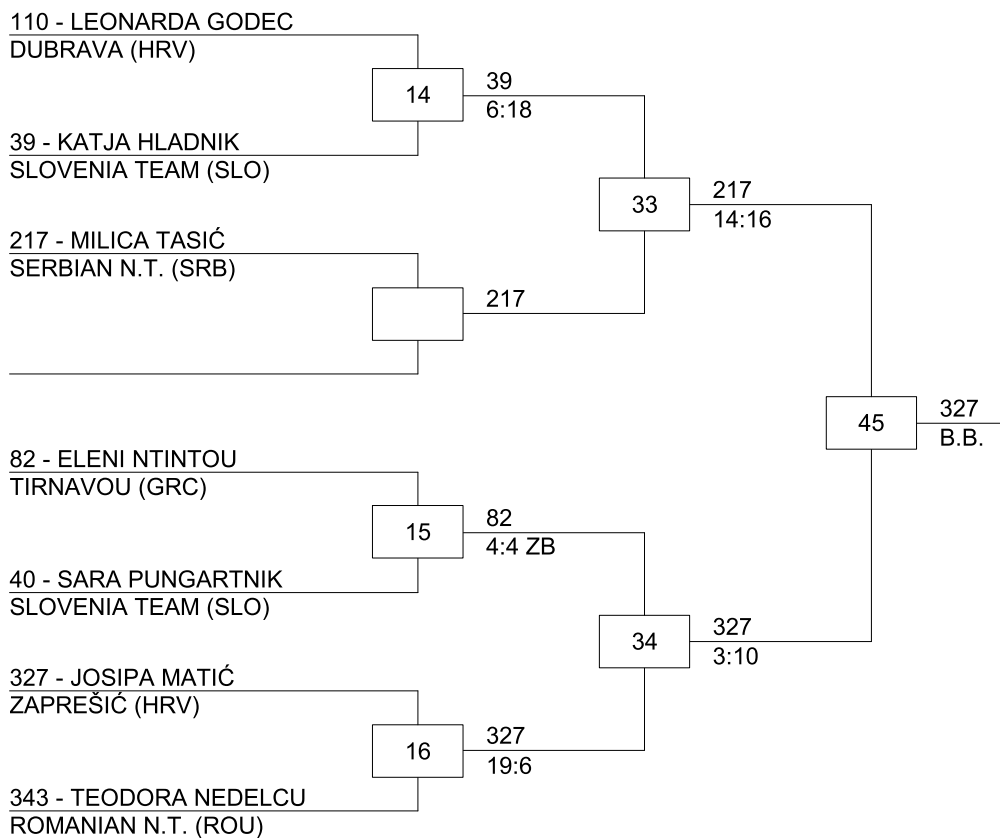 110 - LEONARDA GODEC
DUBRAVA (HRV)
14
39
6:18
39 - KATJA HLADNIK
SLOVENIA TEAM (SLO)
33
217
14:16
217 - MILICA TASIĆ
SERBIAN N.T. (SRB)
217
45
327
B.B.
82 - ELENI NTINTOU
TIRNAVOU (GRC)
15
82
4:4 ZB
40 - SARA PUNGARTNIK
SLOVENIA TEAM (SLO)
34
327
3:10
327 - JOSIPA MATIĆ
ZAPREŠIĆ (HRV)
16
327
19:6
343 - TEODORA NEDELCU
ROMANIAN N.T. (ROU)